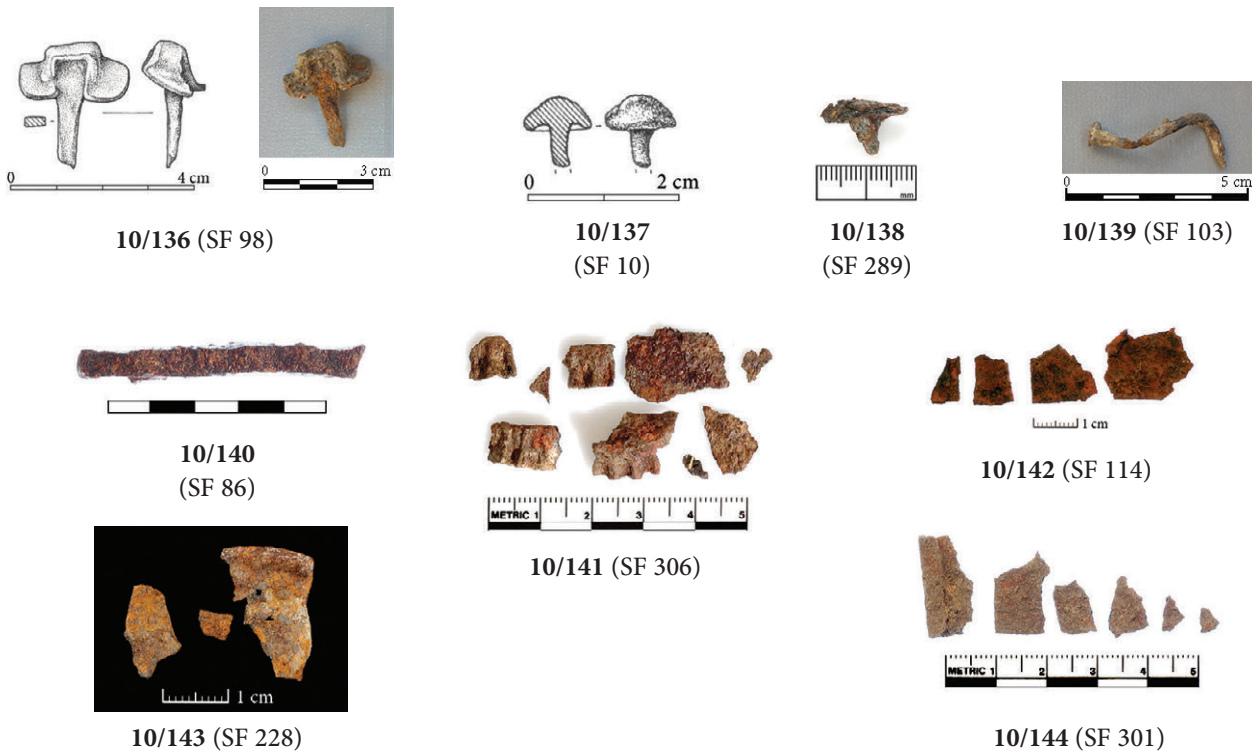 0 4 cm
0 3 cm
10/136 (SF 98)
0 2 cm
10/137
(SF 10)
mm
10/138
(SF 289)
0 5 cm
10/139 (SF 103)
10/140
(SF 86)
METRIC 1 2 3 4 5
10/141 (SF 306)
1 cm
10/142 (SF 114)
1 cm
10/143 (SF 228)
METRIC 1 2 3 4 5
10/144 (SF 301)